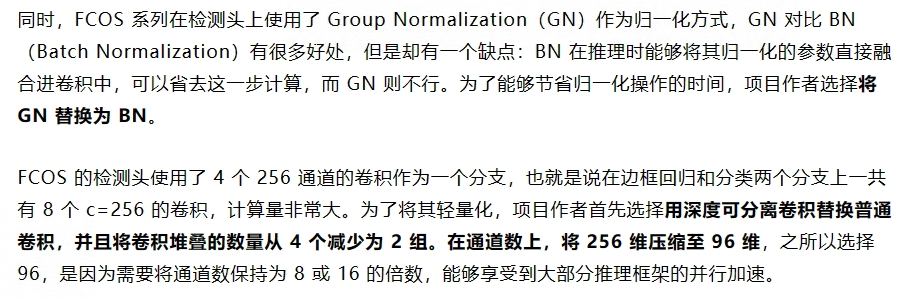 同时，FCOS 系列在检测头上使用了 Group Normalization（GN）作为归一化方式，GN 对比 BN
（Batch Normalization）有很多好处，但是却有一个缺点：BN 在推理时能够将其归一化的参数直接融
合进卷积中，可以省去这一步计算，而 GN 则不行。为了能够节省归一化操作的时间，项目作者选择将
GN 替换为 BN。
FCOS 的检测头使用了 4 个 256 通道的卷积作为一个分支，也就是说在边框回归和分类两个分支上一共
有 8 个 c=256 的卷积，计算量非常大。为了将其轻量化，项目作者首先选择用深度可分离卷积替换普通
卷积，并且将卷积堆叠的数量从 4 个减少为 2 组。在通道数上，将 256 维压缩至 96 维，之所以选择
96，是因为需要将通道数保持为 8 或 16 的倍数，能够享受到大部分推理框架的并行加速。